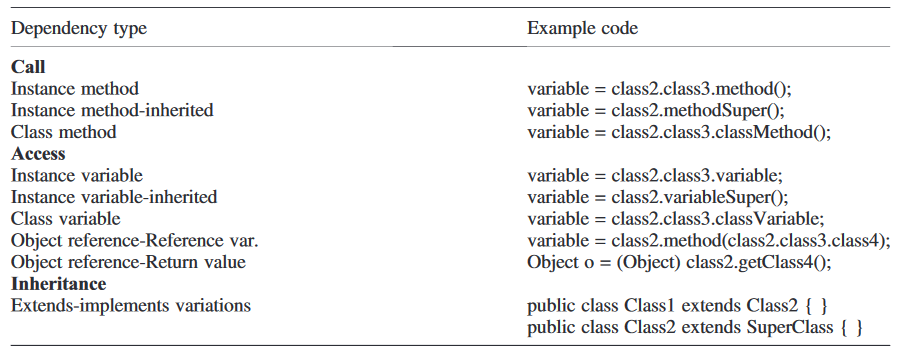 Dependency type Example code
Call
Instance method variable = class2.class3.method();
Instance method-inherited variable = class2.methodSuper();
Class method variable = class2.class3.classMethod();
Access
Instance variable variable = class2.class3.variable;
Instance variable-inherited variable = class2.variableSuper();
Class variable variable = class2.class3.classVariable;
Object reference-Reference var. variable = class2.method(class2.class3.class4);
Object reference-Return value Object o = (Object) class2.getClass4();
Inheritance
Extends-implements variations public class Class1 extends Class2 { }
public class Class2 extends SuperClass { }